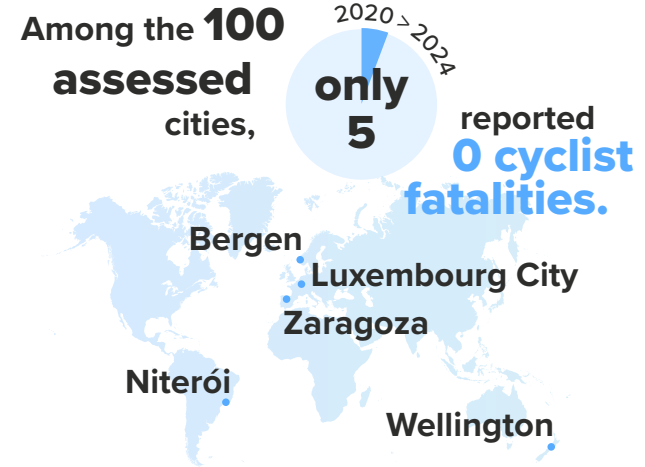 Among the 100
assessed
cities,
2020 > 2024
only
5
reported
0 cyclist
fatalities.
Bergen
Luxembourg City
Zaragoza
Niterói
Wellington